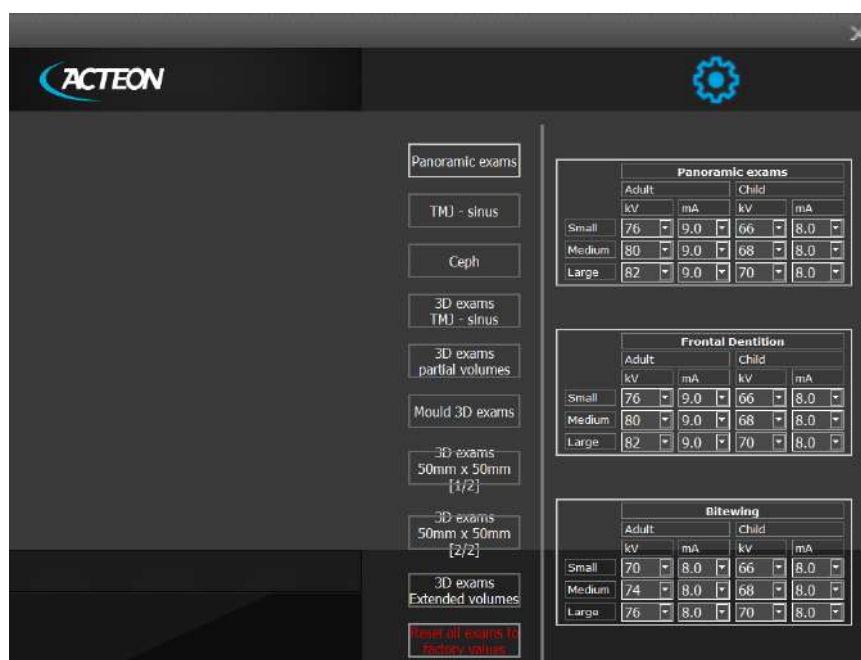 ACTEON
Panoramic exams
TMJ - sinus
Ceph
3D exams
TMJ - sinus
3D exams
partial volumes
Mould 3D exams
3D exams
50mm x 50mm
[1/2]
3D exams
50mm x 50mm
[2/2]
3D exams
Extended volumes
Reset all exams to
factory values
Panoramic exams
Adult Child
kV mA kV mA
Small 76 9.0 66 8.0
Medium 80 9.0 68 8.0
Large 82 9.0 70 8.0
Frontal Dentition
Adult Child
kV mA kV mA
Small 76 9.0 66 8.0
Medium 80 9.0 68 8.0
Large 82 9.0 70 8.0
Bitewing
Adult Child
kV mA kV mA
Small 70 8.0 66 8.0
Medium 74 8.0 68 8.0
Large 76 8.0 70 8.0